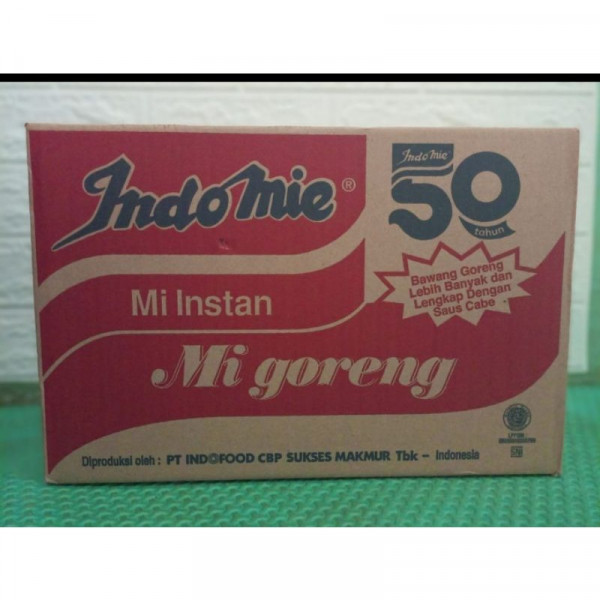 Indomie®
Indomie
50
tahun
Bawang Goreng
Lebih Banyak dan
Lengkap Dengan
Saus Cabe
Mi Instan
Mi goreng
Diproduksi oleh : PT INDOFOOD CBP SUKSES MAKMUR Tbk – Indonesia